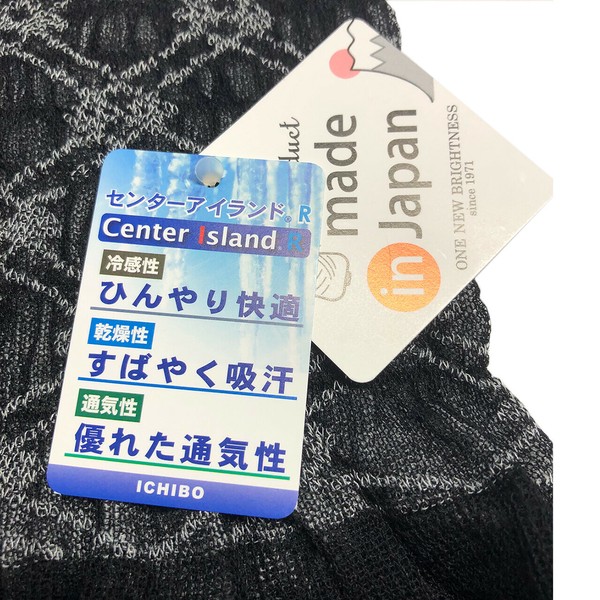 センターアイランド®R
Center Island.R
冷感性
ひんやり快適
乾燥性
すばやく吸汗
通気性
優れた通気性
ICHIBO
duct
made
in Japan
ONE NEW BRIGHTNESS
since 1971